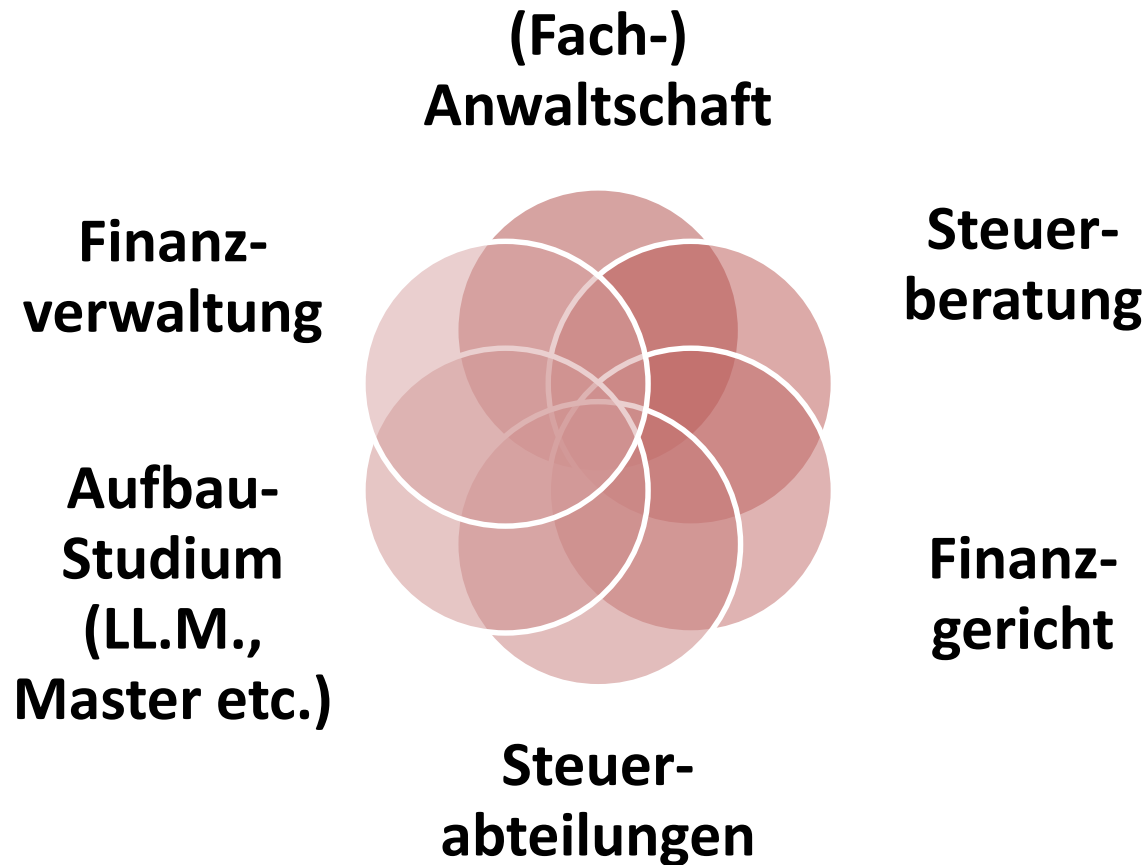 (Fach-)
Anwaltschaft
Steuer-
beratung
Finanz-
gericht
Steuer-
abteilungen
Aufbau-
Studium
(LL.M.,
Master etc.)
Finanz-
verwaltung